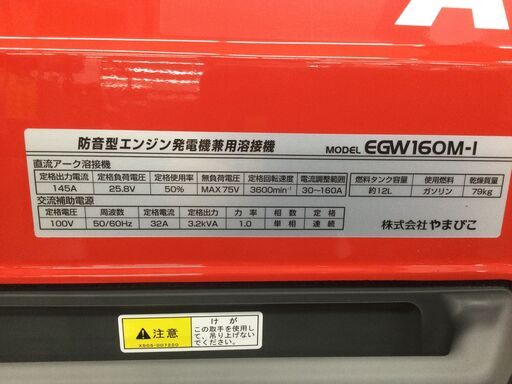 防音型エンジン発電機兼用溶接機 MODEL EGW160M-I
直流アーク溶接機
定格出力電流 定格負荷電圧 定格使用率 無負荷電圧 定格回転速度 電流調整範囲 燃料タンク容量 使用燃料 乾燥質量
145A 25.8V 50% MAX 75V 3600min⁻¹ 30~160A 約12L ガソリン 79kg
交流補助電源
定格電圧 周波数 定格電流 定格出力 力率 相数 定格
100V 50/60Hz 32A 3.2kVA 1.0 単相 連続
株式会社やまびこ
注意
X505-007230
けが
この取手を使用し
て、吊り上げない
でください。